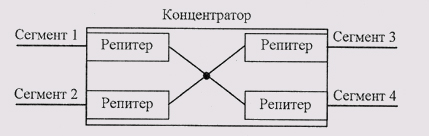 Концентратор
Сегмент 1
Репитер
Репитер
Сегмент 3
Сегмент 2
Репитер
Репитер
Сегмент 4